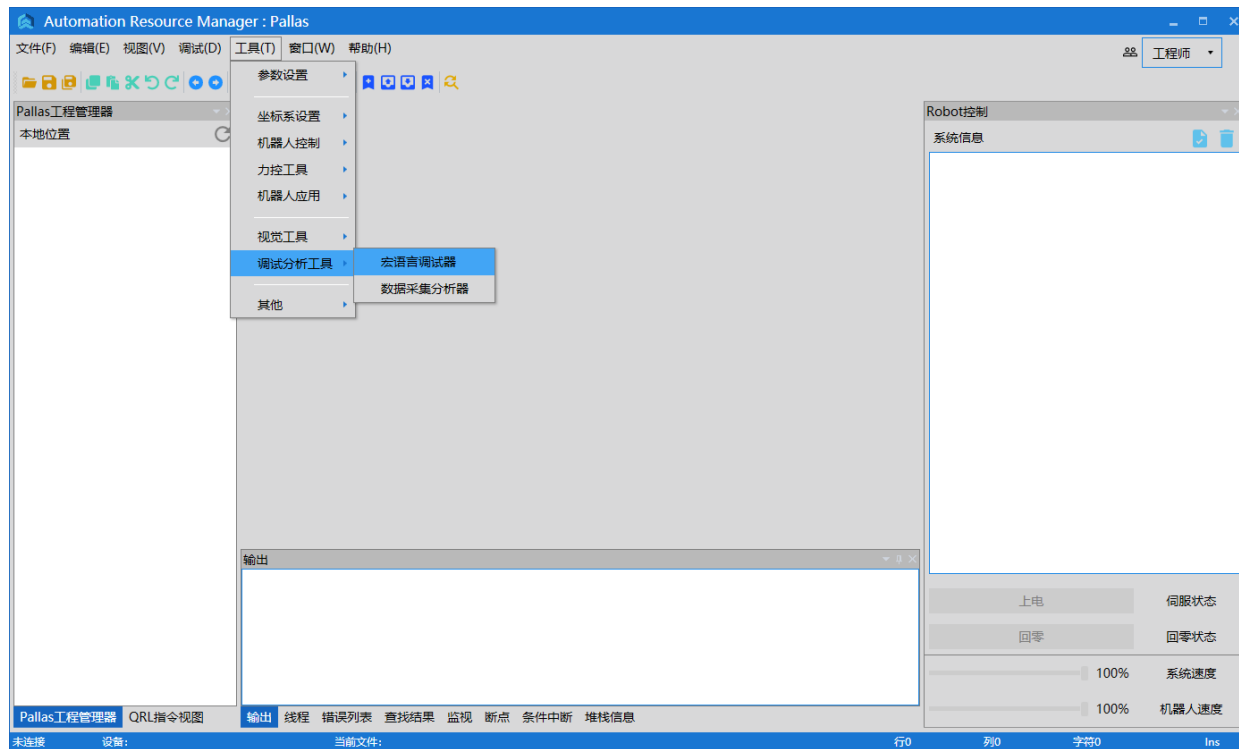 Automation Resource Manager : Pallas
文件(F) 编辑(E) 视图(V) 调试(D) 工具(T) 窗口(W) 帮助(H)
工程师
参数设置
坐标系设置
机器人控制
力控工具
机器人应用
视觉工具
调试分析工具
其他
宏语言调试器
数据采集分析器
Pallas工程管理器
本地位置
Robot控制
系统信息
输出
上电 伺服状态
回零 回零状态
100% 系统速度
100% 机器人速度
Pallas工程管理器 QRL指令视图
输出 线程 错误列表 查找结果 监视 断点 条件中断 堆栈信息
未连接 设备: 当前文件: 行0 列0 字符0 Ins